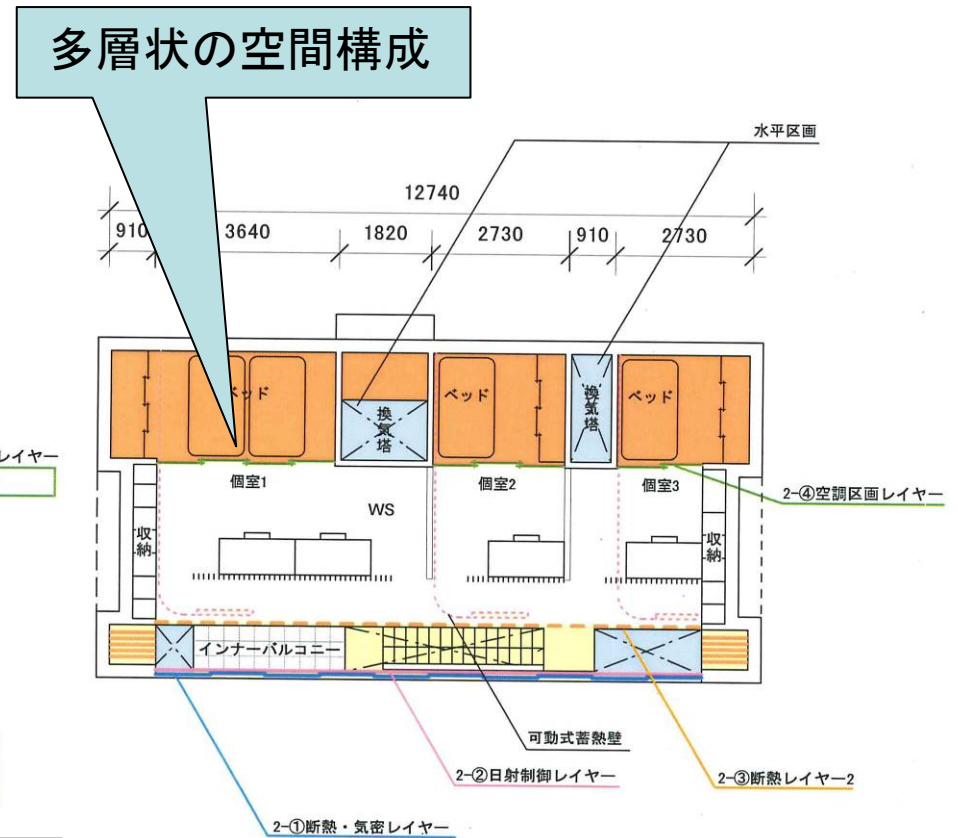 多層状の空間構成
水平区画
12740
910
3640
1820
2730
910
2730
ベッド
換気塔
ベッド
換気塔
ベッド
レイヤー
個室1
個室2
個室3
2-④空調区画レイヤー
WS
収納
収納
インナーバルコニー
可動式蓄熱壁
2-②日射制御レイヤー
2-③断熱レイヤー2
2-①断熱・気密レイヤー